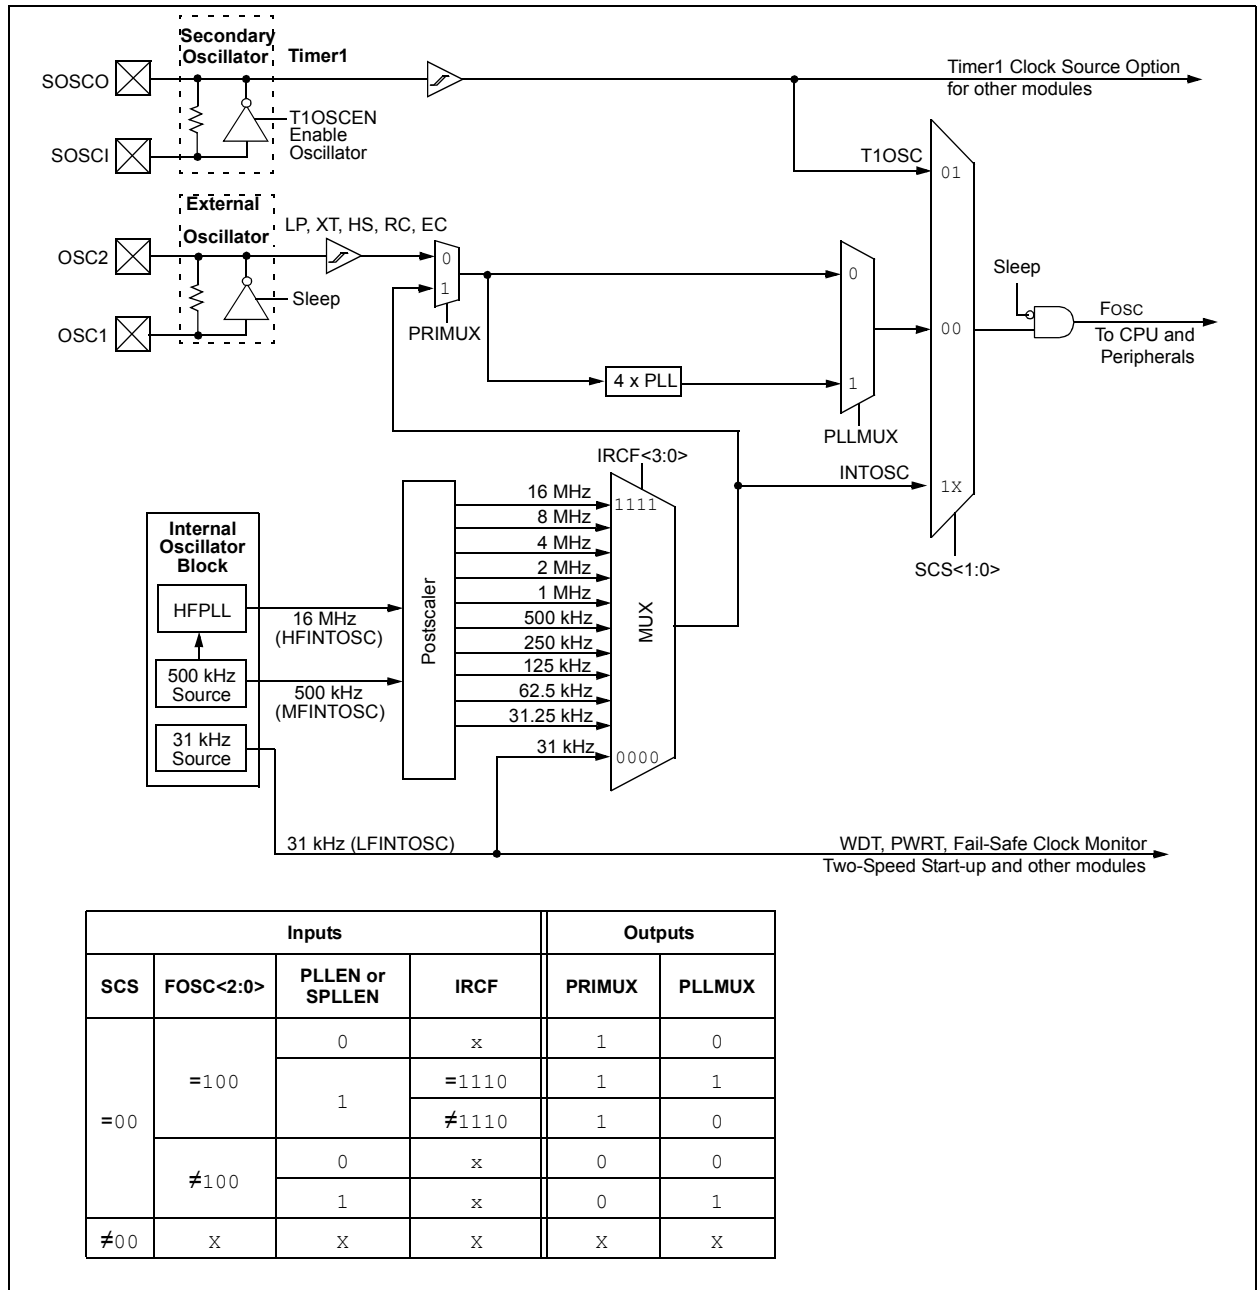 Secondary
Oscillator
Timer1
SOSCO
Timer1 Clock Source Option
for other modules
T1OSCEN
Enable
Oscillator
SOSCI
T1OSC
01
External
Oscillator
LP, XT, HS, RC, EC
OSC2
0
1
Sleep
OSC1
PRIMUX
4 x PLL
0
1
PLLMUX
00
Sleep
FOSC
To CPU and
Peripherals
IRCF<3:0>
INTOSC
1X
SCS<1:0>
Internal
Oscillator
Block
HFPLL
500 kHz
Source
31 kHz
Source
16 MHz
(HFINTOSC)
500 kHz
(MFINTOSC)
Postscaler
16 MHz
8 MHz
4 MHz
2 MHz
1 MHz
500 kHz
250 kHz
125 kHz
62.5 kHz
31.25 kHz
31 kHz
1111
MUX
0000
31 kHz (LFINTOSC)
WDT, PWRT, Fail-Safe Clock Monitor
Two-Speed Start-up and other modules
Inputs Outputs
SCS FOSC<2:0> PLLEN or SPLLEN IRCF PRIMUX PLLMUX
=00 =100 0 x 1 0
1 =1110 1 1
≠1110 1 0
≠100 0 x 0 0
1 x 0 1
≠00 X X X X X